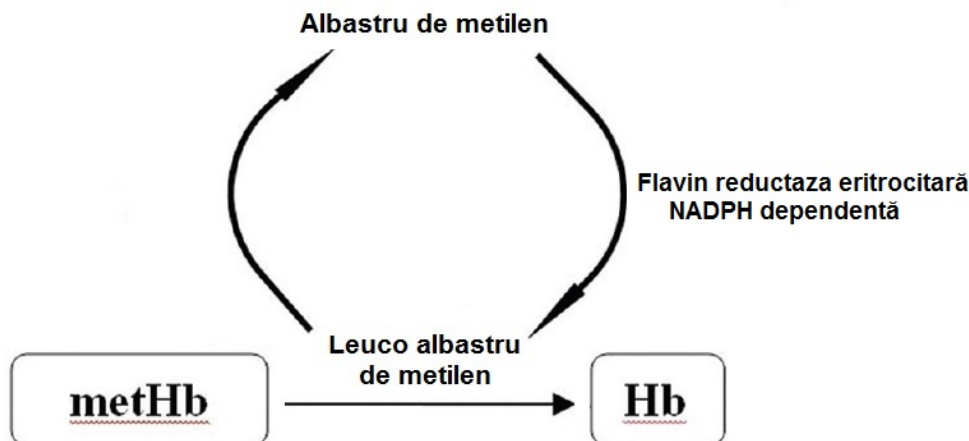 Albastru de metilen
Flavin reductaza eritrocitară
NADPH dependentă
Leuco albastru
de metilen
metHb
Hb